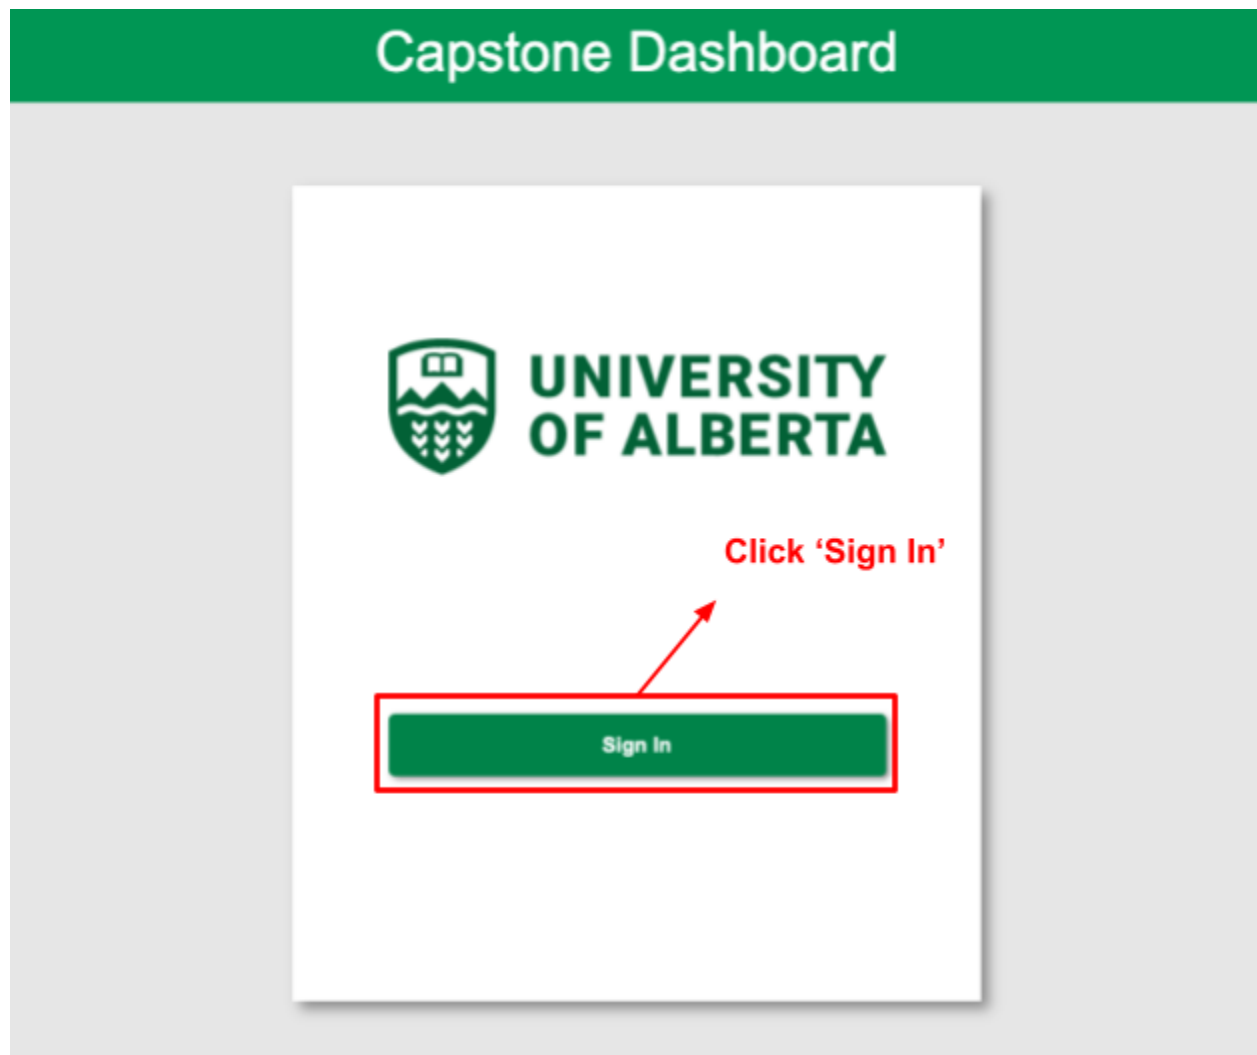 Capstone Dashboard
UNIVERSITY
OF ALBERTA
Click ‘Sign In’
Sign In